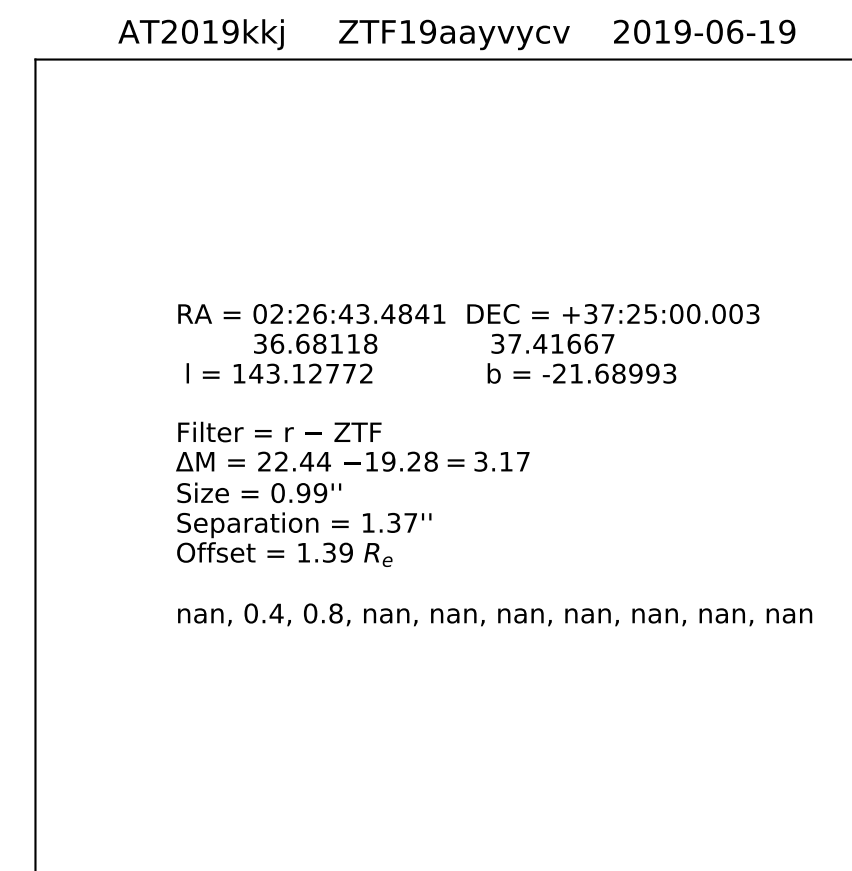 AT2019kkj ZTF19aayvycv 2019-06-19
RA = 02:26:43.4841 DEC = +37:25:00.003
36.68118 37.41667
l = 143.12772 b = -21.68993
Filter = r − ZTF
ΔM = 22.44 −19.28 = 3.17
Size = 0.99''
Separation = 1.37''
Offset = 1.39 Re
nan, 0.4, 0.8, nan, nan, nan, nan, nan, nan, nan